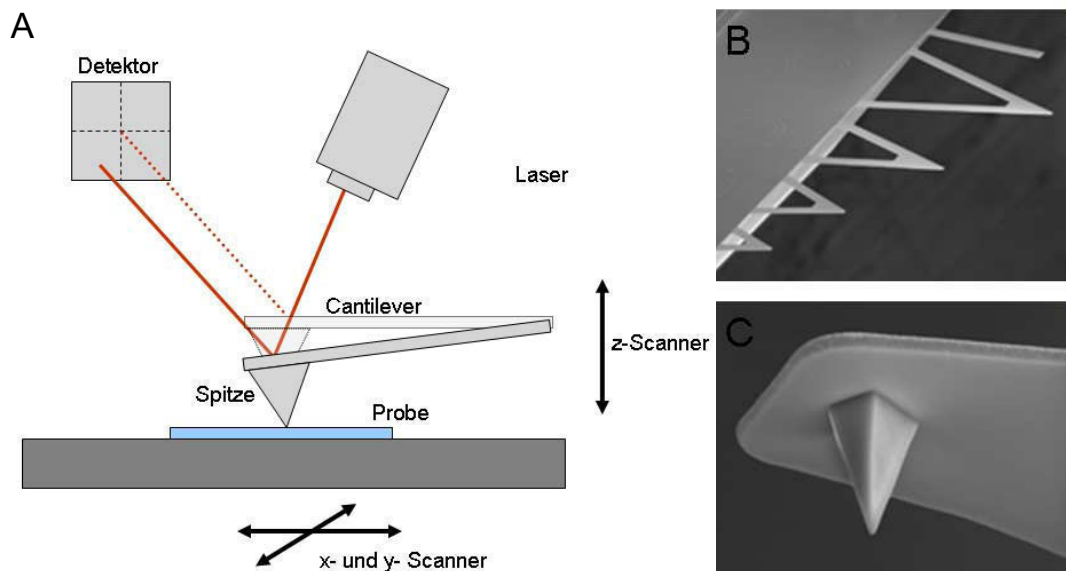 A
Detektor
Laser
Cantilever
z-Scanner
Spitze
Probe
x- und y- Scanner
B
C